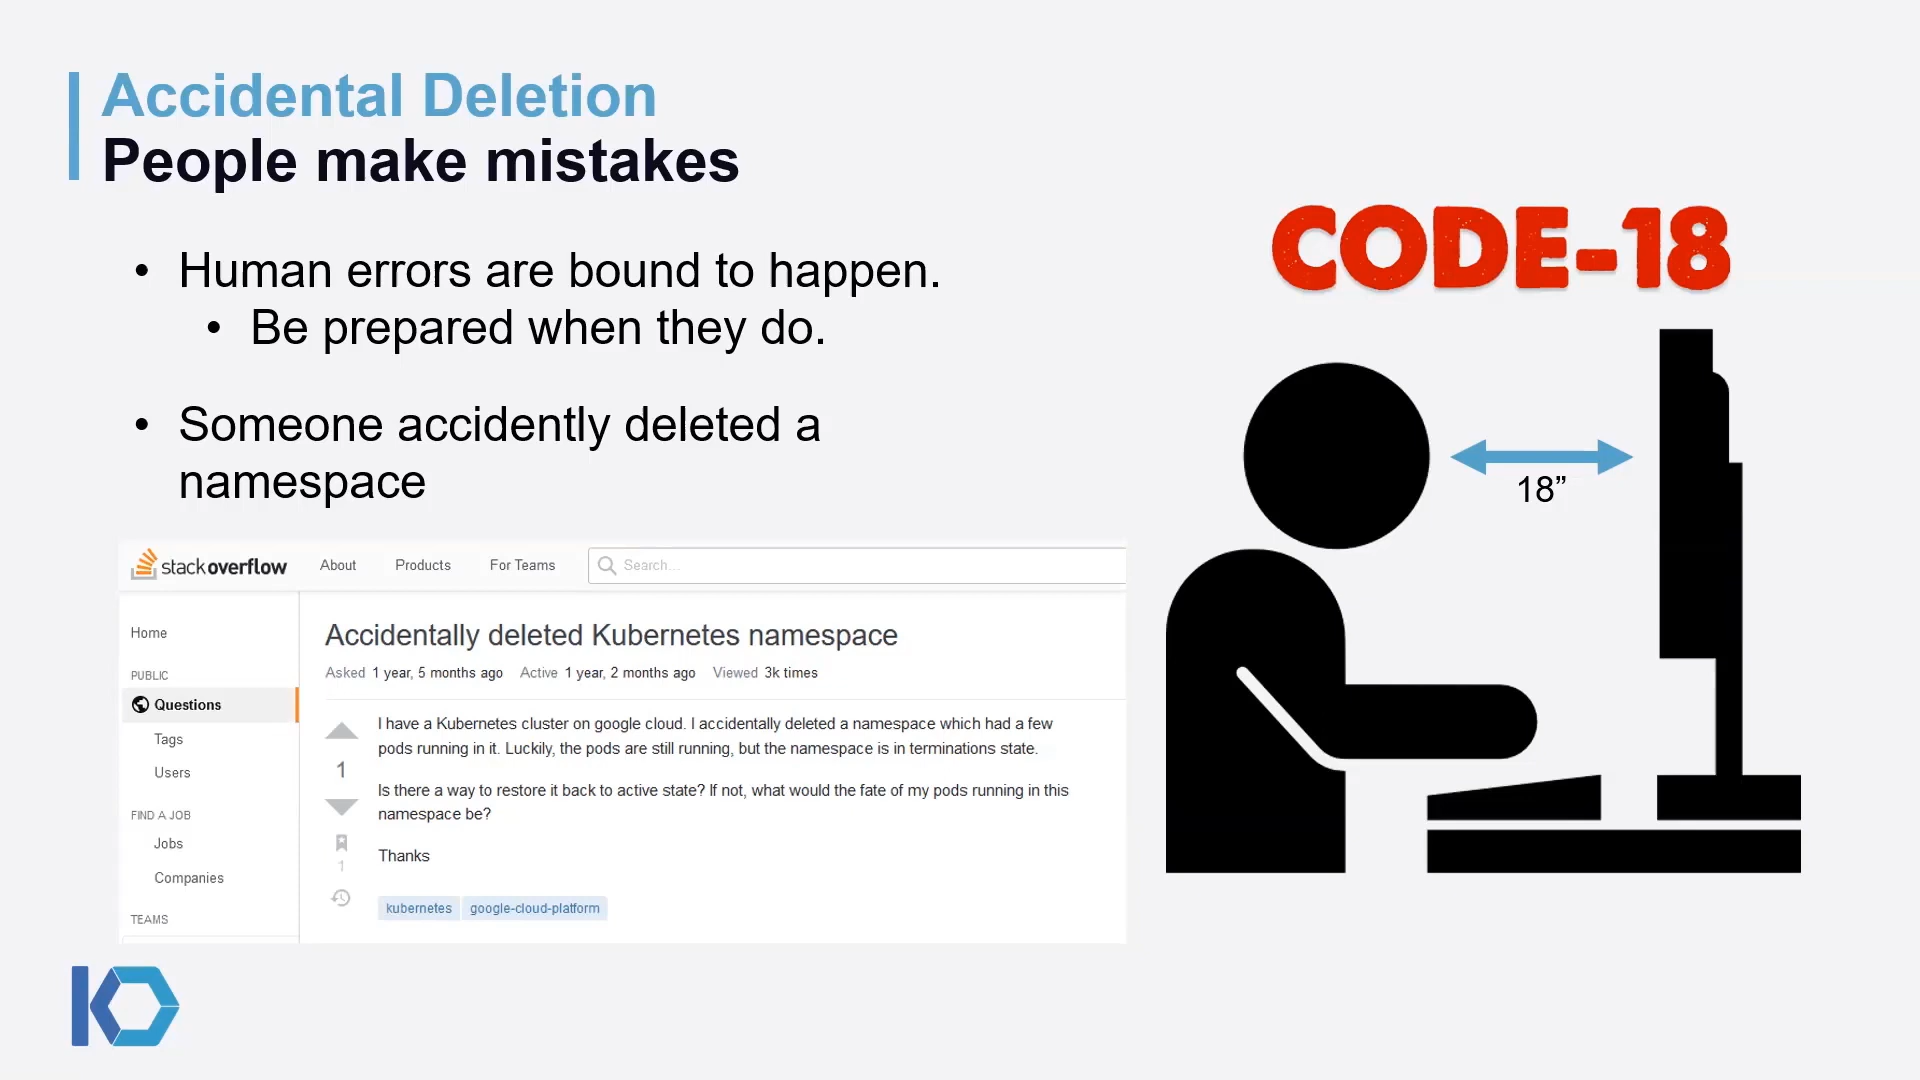 Accidental Deletion
People make mistakes
• Human errors are bound to happen.
• Be prepared when they do.
• Someone accidently deleted a
namespace
CODE-18
18”
stackoverflow About Products For Teams Search…
Home
PUBLIC
Questions
Tags
Users
FIND A JOB
Jobs
Companies
TEAMS
Accidentally deleted Kubernetes namespace
Asked 1 year, 5 months ago Active 1 year, 2 months ago Viewed 3k times
1
1
I have a Kubernetes cluster on google cloud. I accidentally deleted a namespace which had a few
pods running in it. Luckily, the pods are still running, but the namespace is in terminations state.
Is there a way to restore it back to active state? If not, what would the fate of my pods running in this
namespace be?
Thanks
kubernetes google-cloud-platform